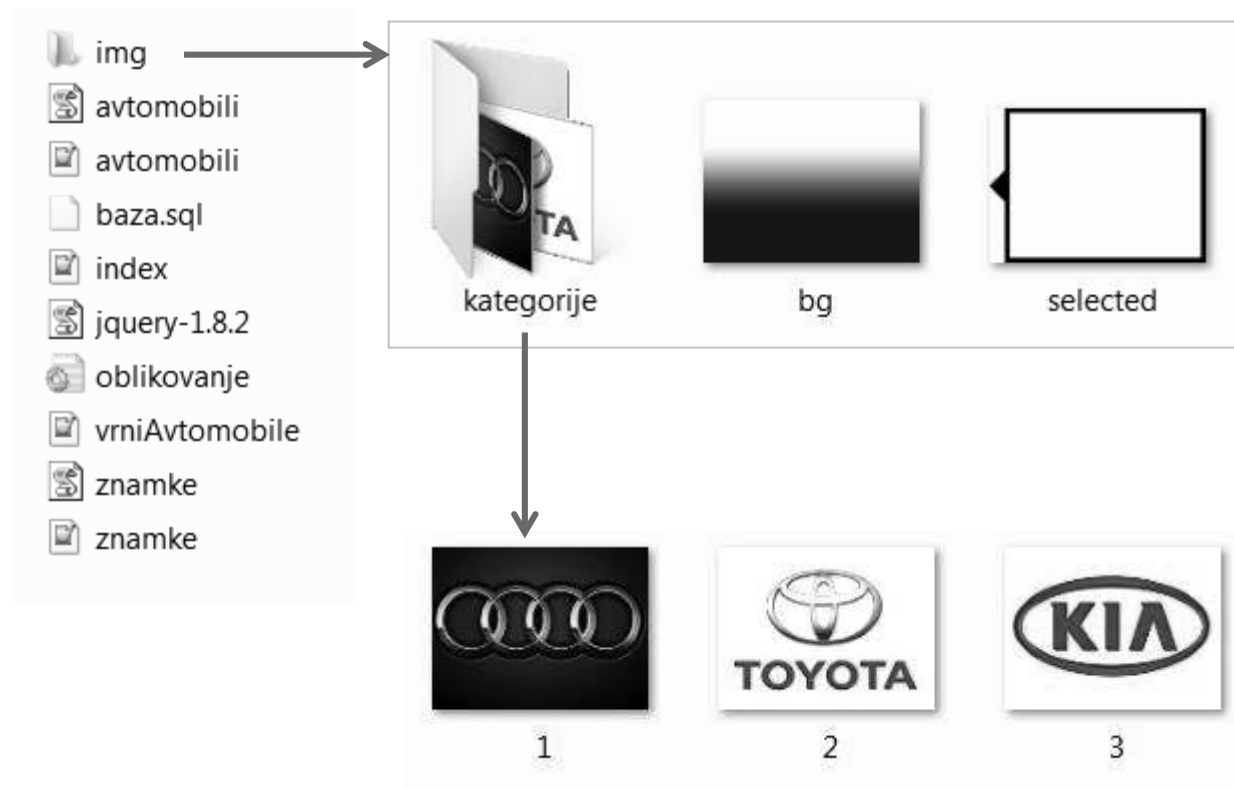 img
avtomobili
avtomobili
baza.sql
index
jquery-1.8.2
oblikovanje
vrniAvtomobile
znamke
znamke
TA
kategorije
bg
selected
TOYOTA
KIA
1
2
3